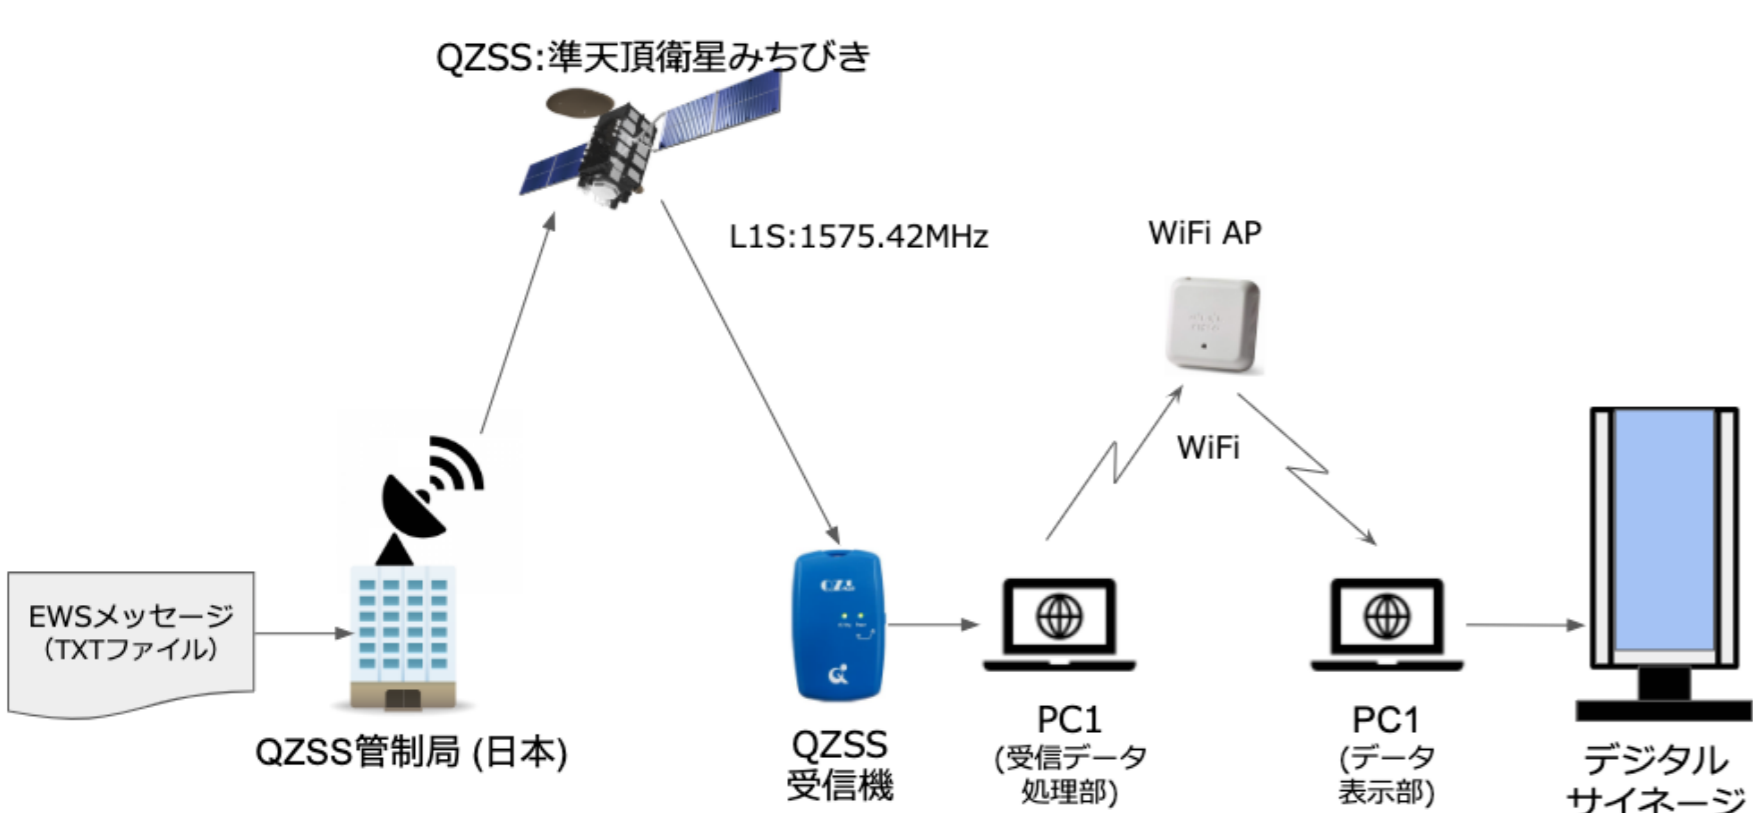 QZSS:準天頂衛星みちびき
L1S:1575.42MHz
WiFi AP
WiFi
EWSメッセージ
（TXTファイル）
QZSS管制局 (日本)
QZSS
受信機
PC1
(受信データ
処理部)
PC1
(データ
表示部)
デジタル
サイネージ